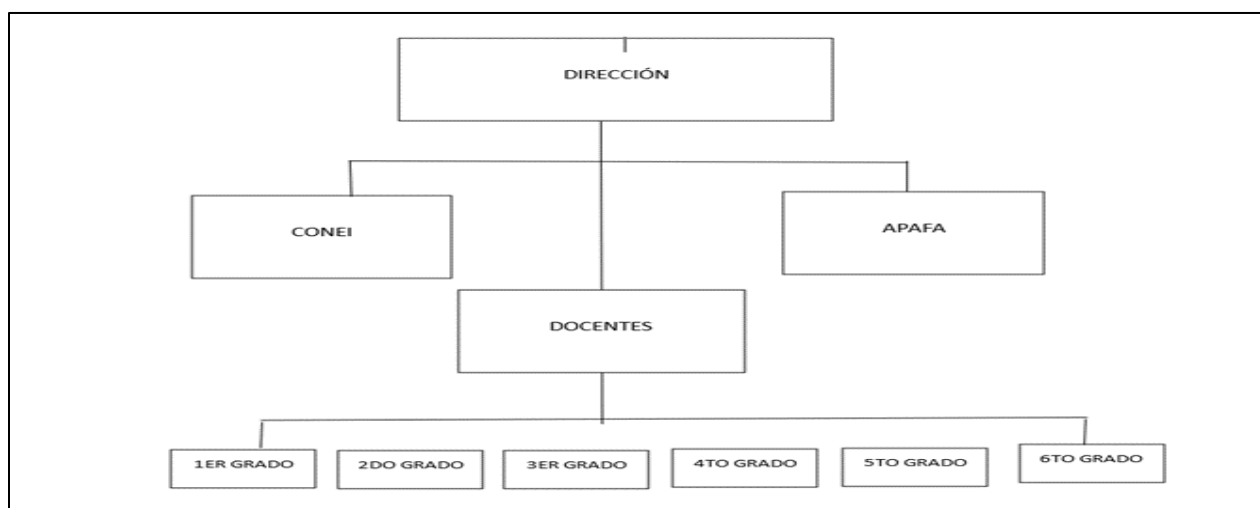 DIRECCIÓN
CONEI
APAFA
DOCENTES
1ER GRADO
2DO GRADO
3ER GRADO
4TO GRADO
5TO GRADO
6TO GRADO